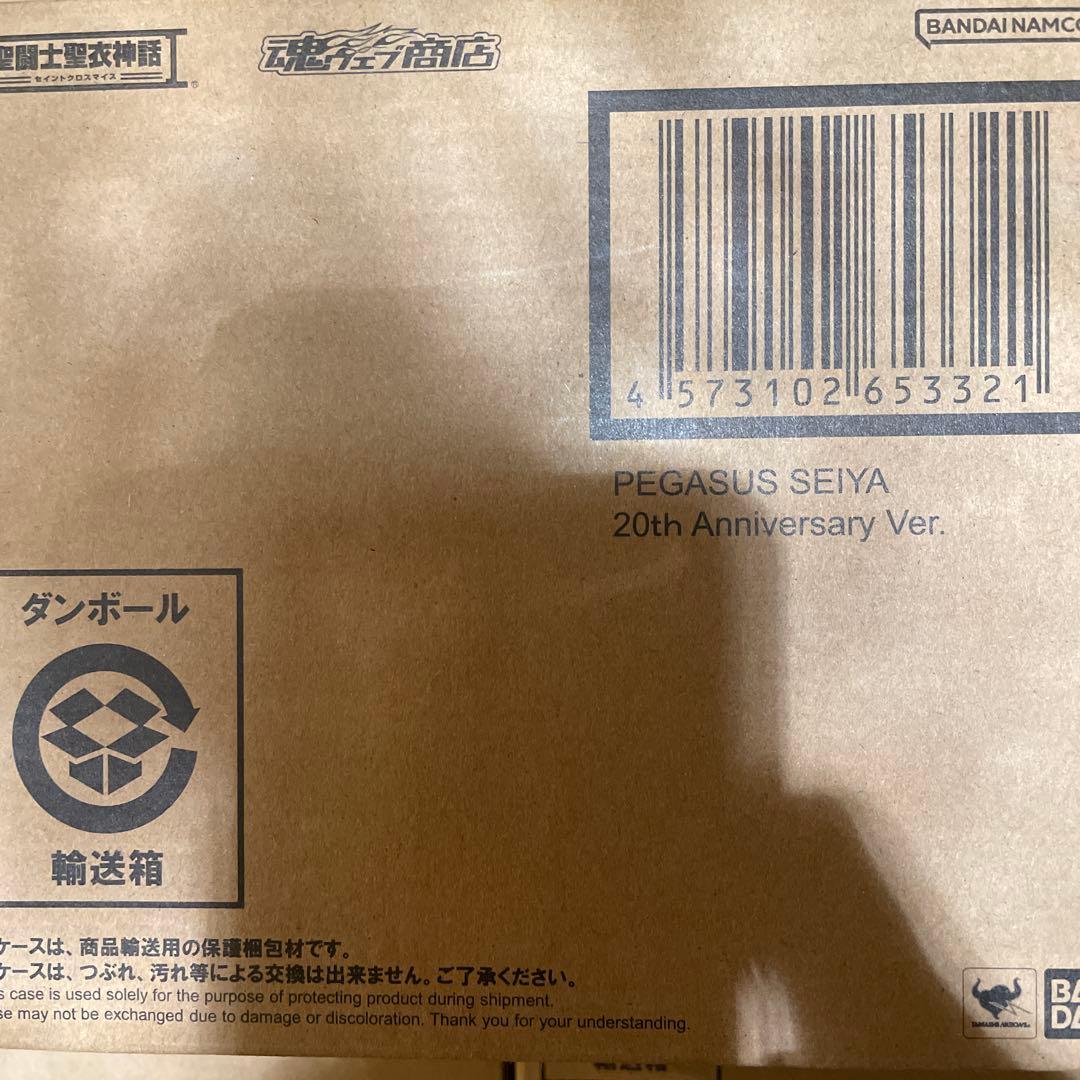 聖闘士聖衣神話
セイントクロスマイス
魂ウェブ商店
BANDAI NAMCO
4 573102 653321
PEGASUS SEIYA
20th Anniversary Ver.
ダンボール
輸送箱
ケースは、商品輸送用の保護梱包材です。
ケースは、つぶれ、汚れ等による交換は出来ません。ご了承ください。
s case is used solely for the purpose of protecting product during shipment.
se may not be exchanged due to damage or discoloration. Thank you for your understanding.
TAMASHII NATIONS
BA
DA